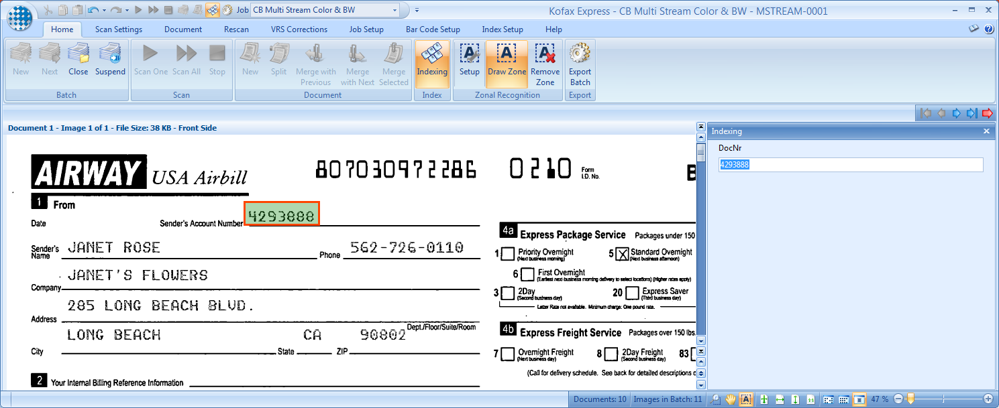 Job CB Multi Stream Color & BW
Kofax Express - CB Multi Stream Color & BW - MSTREAM-0001
Home Scan Settings Document Rescan VRS Corrections Job Setup Bar Code Setup Index Setup Help
New Next Close Suspend
Batch
Scan One Scan All Stop
Scan
New Split Merge with Previous Merge with Next Merge Selected
Document
Indexing
Index
Setup Draw Zone Remove Zone
Zonal Recognition
Export Batch
Export
Document 1 - Image 1 of 1 - File Size: 38 KB - Front Side
AIRWAY USA Airbill
807030972286 0210 Form I.D. No.
1 From
Date
Sender's Account Number 4293888
Sender's Name JANET ROSE Phone 562-726-0110
JANET'S FLOWERS
Company
285 LONG BEACH BLVD.
Address
Dept./Floor/Suite/Room
LONG BEACH CA 90802
City State ZIP
2 Your Internal Billing Reference Information
4a Express Package Service Packages under 150
1 Priority Overnight (Next business morning) 5 X Standard Overnight (Next business afternoon)
6 First Overnight (Earliest next business morning delivery to select locations) (Higher rates apply)
3 2Day (Second business day) 20 Express Saver (Third business day)
Letter Rate not available. Minimum charge: One pound rate.
4b Express Freight Service Packages over 150 lbs.
7 Overnight Freight (Next business day) 8 2Day Freight (Second business day) 83
(Call for delivery schedule. See back for detailed descriptions o
Indexing
DocNr
4293888
Documents: 10 Images in Batch: 11 47 %